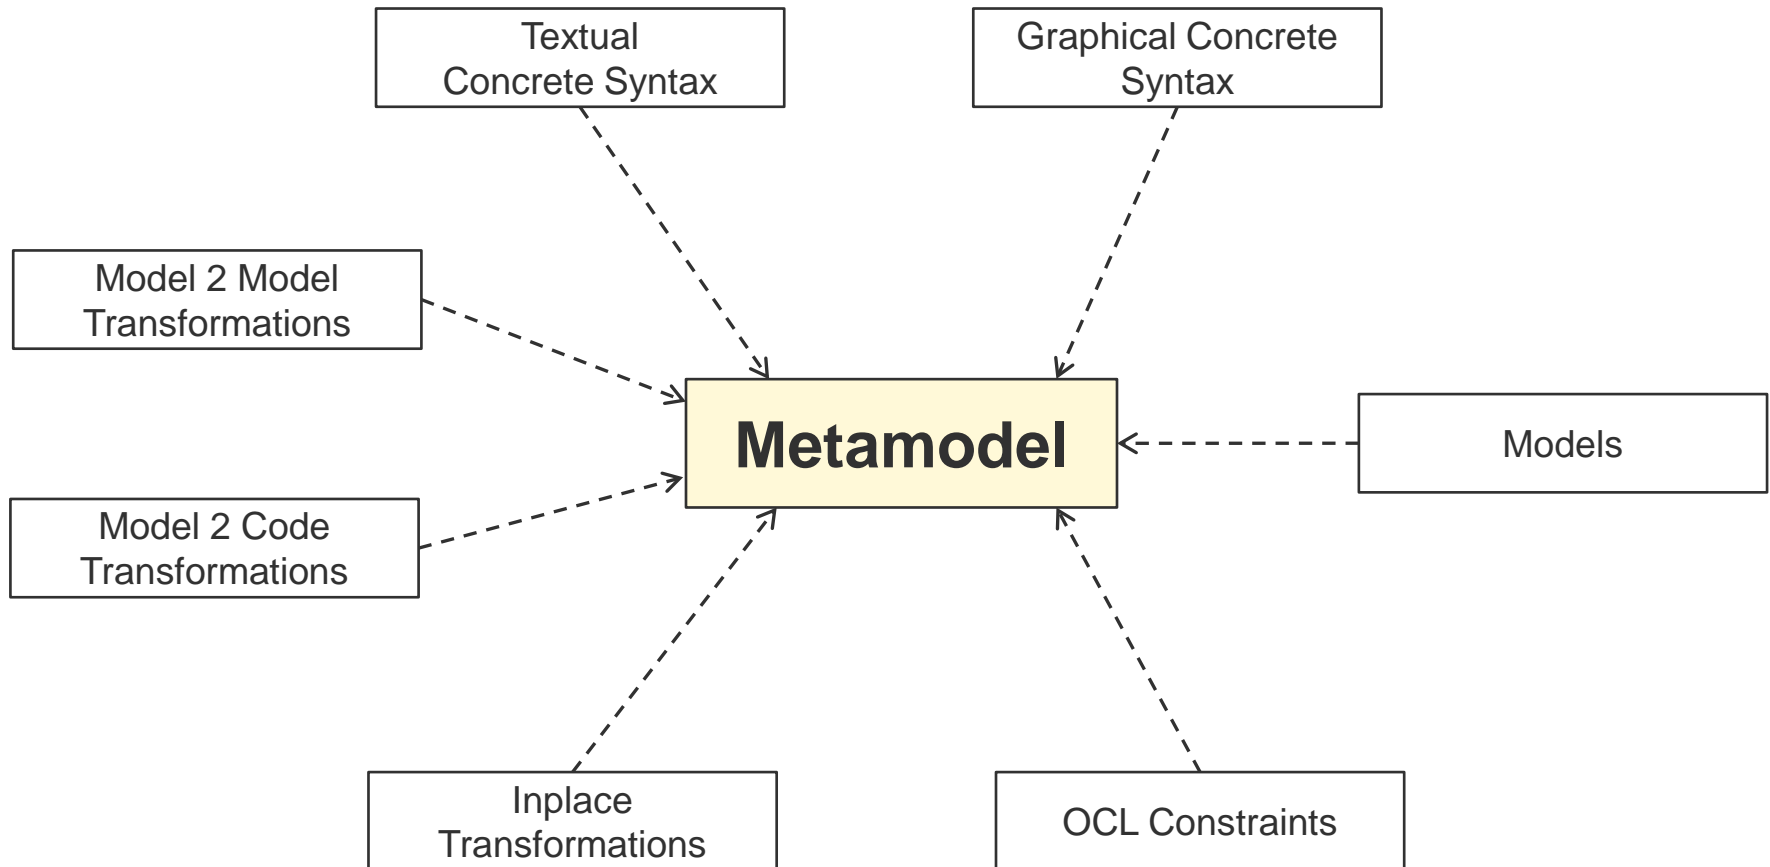 Textual
Concrete Syntax
Graphical Concrete
Syntax
Model 2 Model
Transformations
Metamodel
Models
Model 2 Code
Transformations
Inplace
Transformations
OCL Constraints